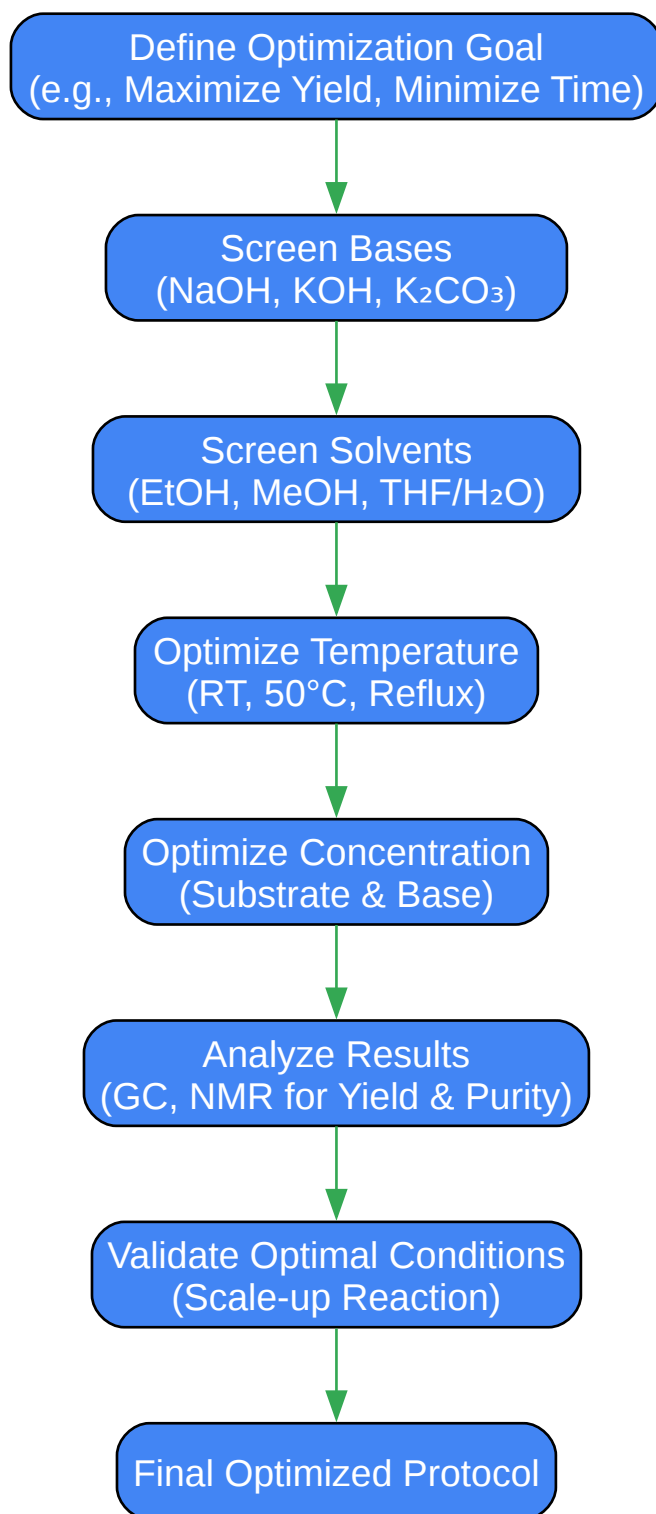 Define Optimization Goal
(e.g., Maximize Yield, Minimize Time)
Screen Bases
(NaOH, KOH, K₂CO₃)
Screen Solvents
(EtOH, MeOH, THF/H₂O)
Optimize Temperature
(RT, 50°C, Reflux)
Optimize Concentration
(Substrate & Base)
Analyze Results
(GC, NMR for Yield & Purity)
Validate Optimal Conditions
(Scale-up Reaction)
Final Optimized Protocol